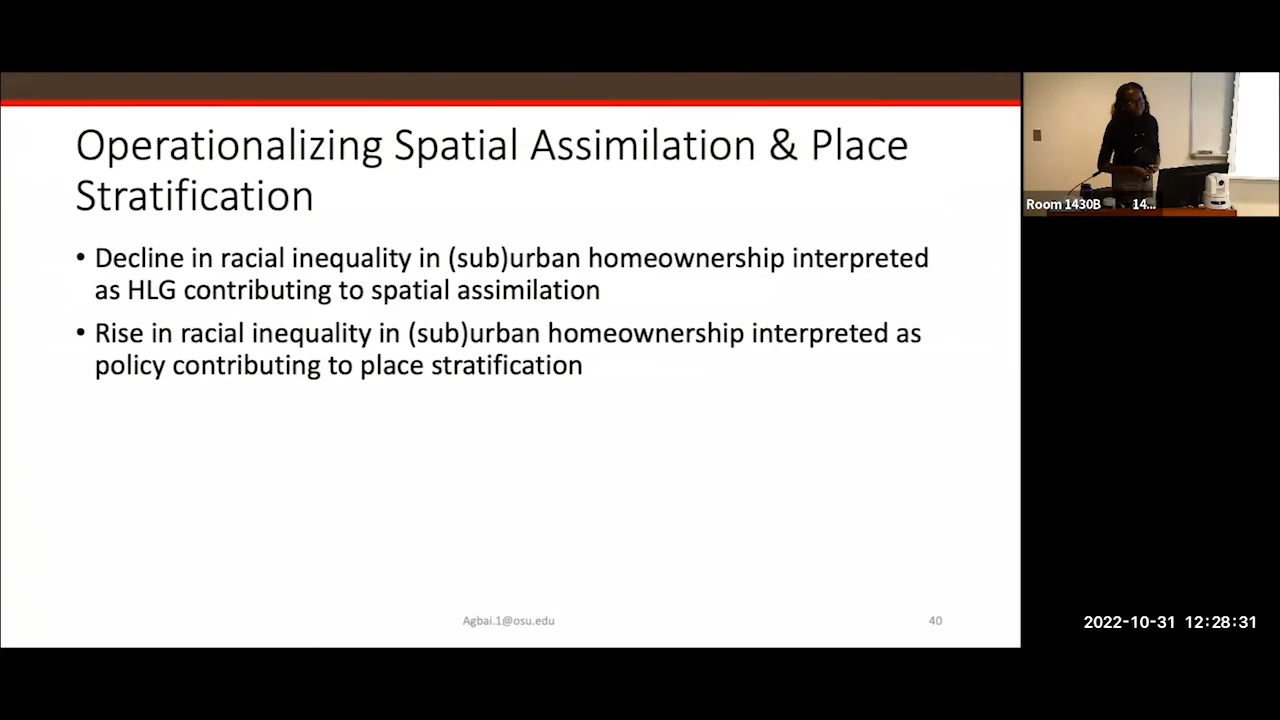 Operationalizing Spatial Assimilation & Place
Stratification
• Decline in racial inequality in (sub)urban homeownership interpreted
as HLG contributing to spatial assimilation
• Rise in racial inequality in (sub)urban homeownership interpreted as
policy contributing to place stratification
Agbai.1@osu.edu
40
Room 1430B 14...
2022-10-31 12:28:31